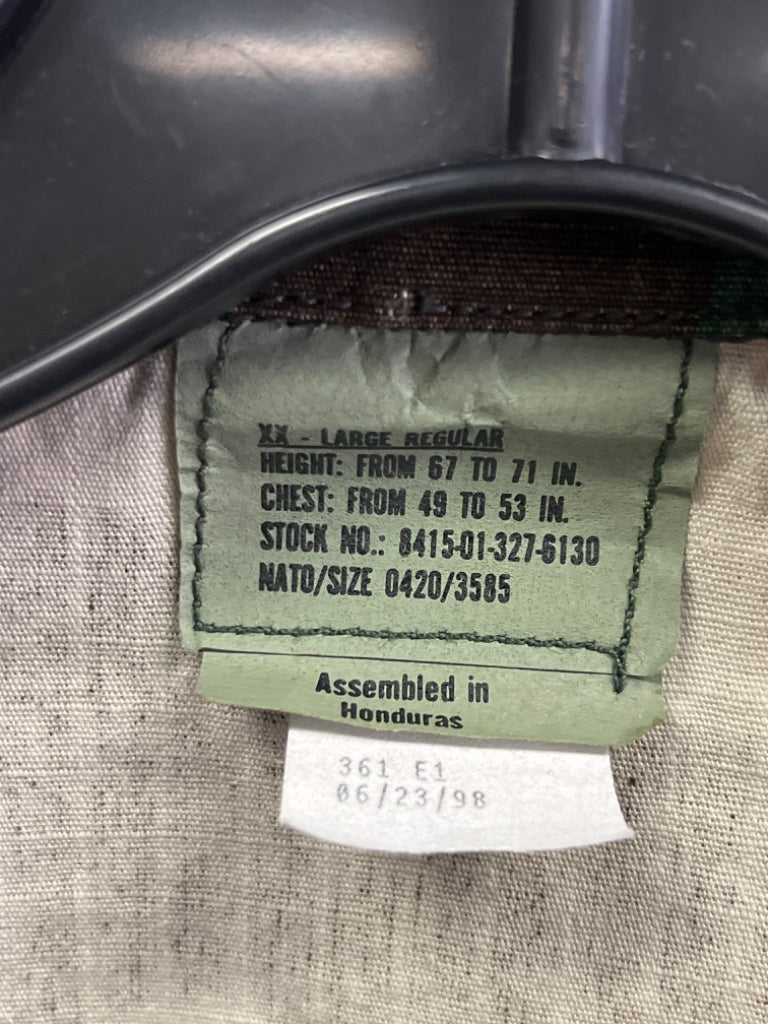 XX - LARGE REGULAR
HEIGHT: FROM 67 TO 71 IN.
CHEST: FROM 49 TO 53 IN.
STOCK NO.: 8415-01-327-6130
NATO/SIZE 0420/3585
Assembled in
Honduras
361 E1
06/23/98